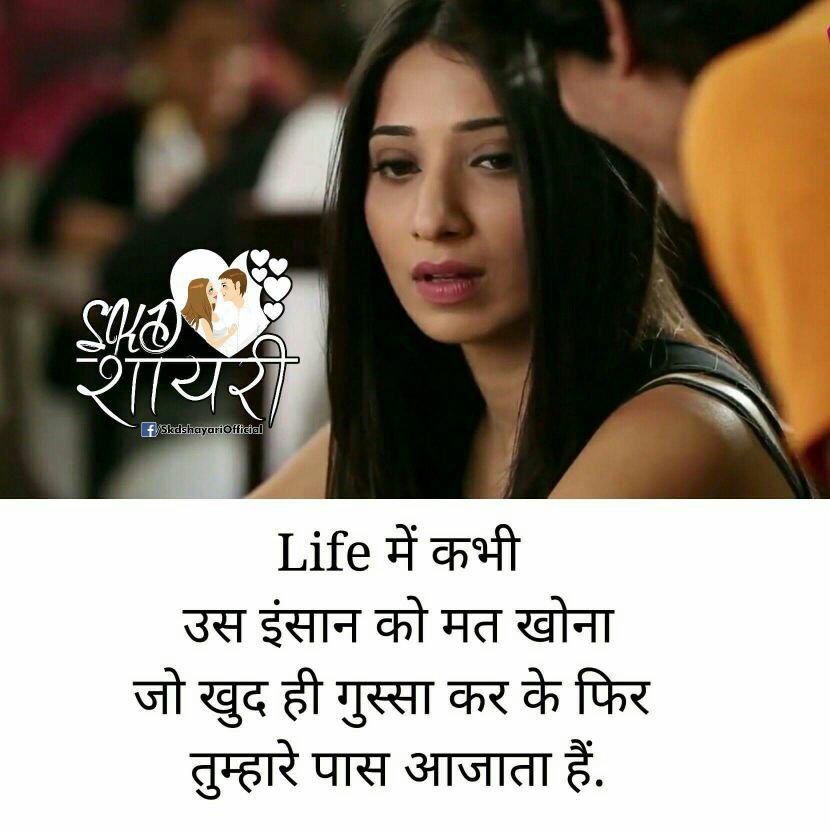 SKD
शायरी
f/SkdshayariOfficial
Life में कभी
उस इंसान को मत खोना
जो खुद ही गुस्सा कर के फिर
तुम्हारे पास आजाता हैं.